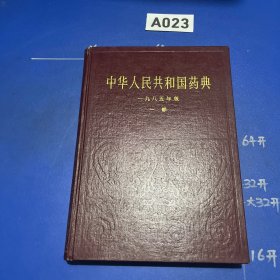 A023
中华人民共和国药典
一九八五年版
一部
64开
32开
大32开
16开